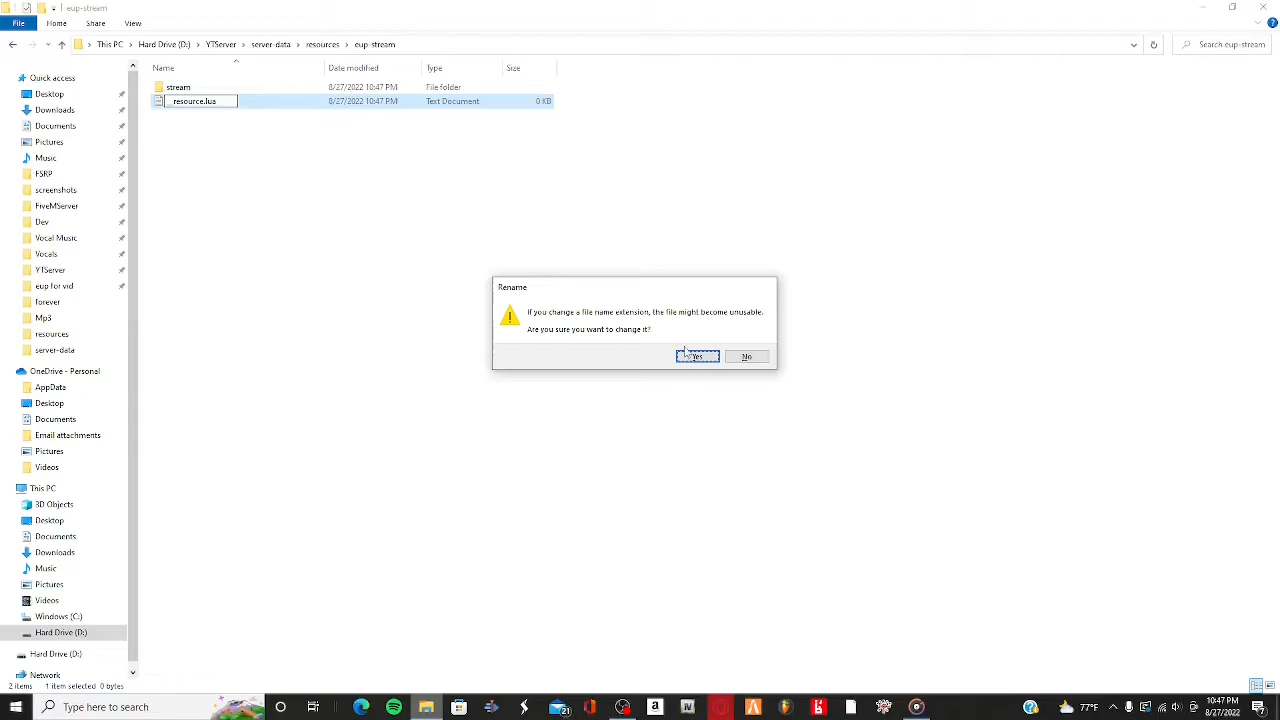 eup-stream
File Home Share View
This PC Hard Drive (D:) YTServer server-data resources eup-stream
Search eup-stream
Name Date modified Type Size
stream 8/27/2022 10:47 PM File folder
__resource.lua 8/27/2022 10:47 PM Text Document 0 KB
Quick access
Desktop
Downloads
Documents
Pictures
Music
FSRP
screenshots
FiveMServer
Dev
Vocal Music
Vocals
YTServer
eup for vid
forever
Mp3
resources
server-data
OneDrive - Personal
AppData
Desktop
Documents
Email attachments
Pictures
Videos
This PC
3D Objects
Desktop
Documents
Downloads
Music
Pictures
Videos
Windows (C:)
Hard Drive (D:)
Hard Drive (D:)
Network
Rename
If you change a file name extension, the file might become unusable.
Are you sure you want to change it?
Yes No
2 items 1 item selected 0 bytes
Type here to search
77°F
10:47 PM
8/27/2022